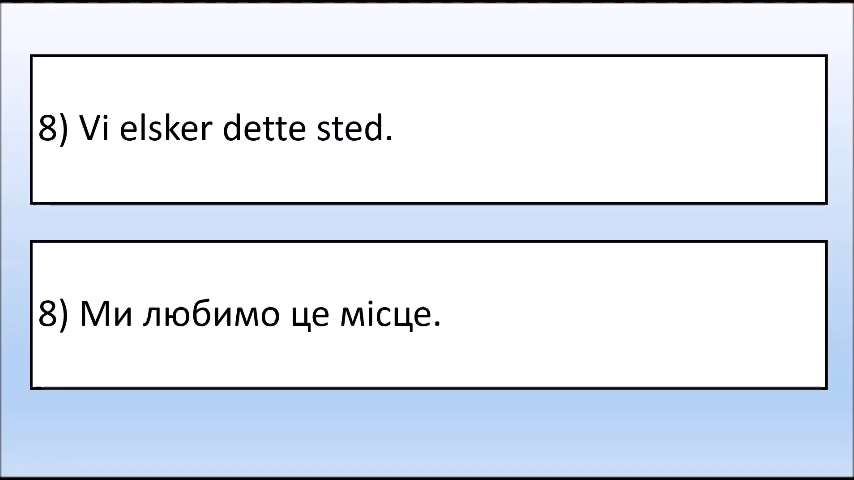 8) Vi elsker dette sted.
8) Ми любимо це місце.